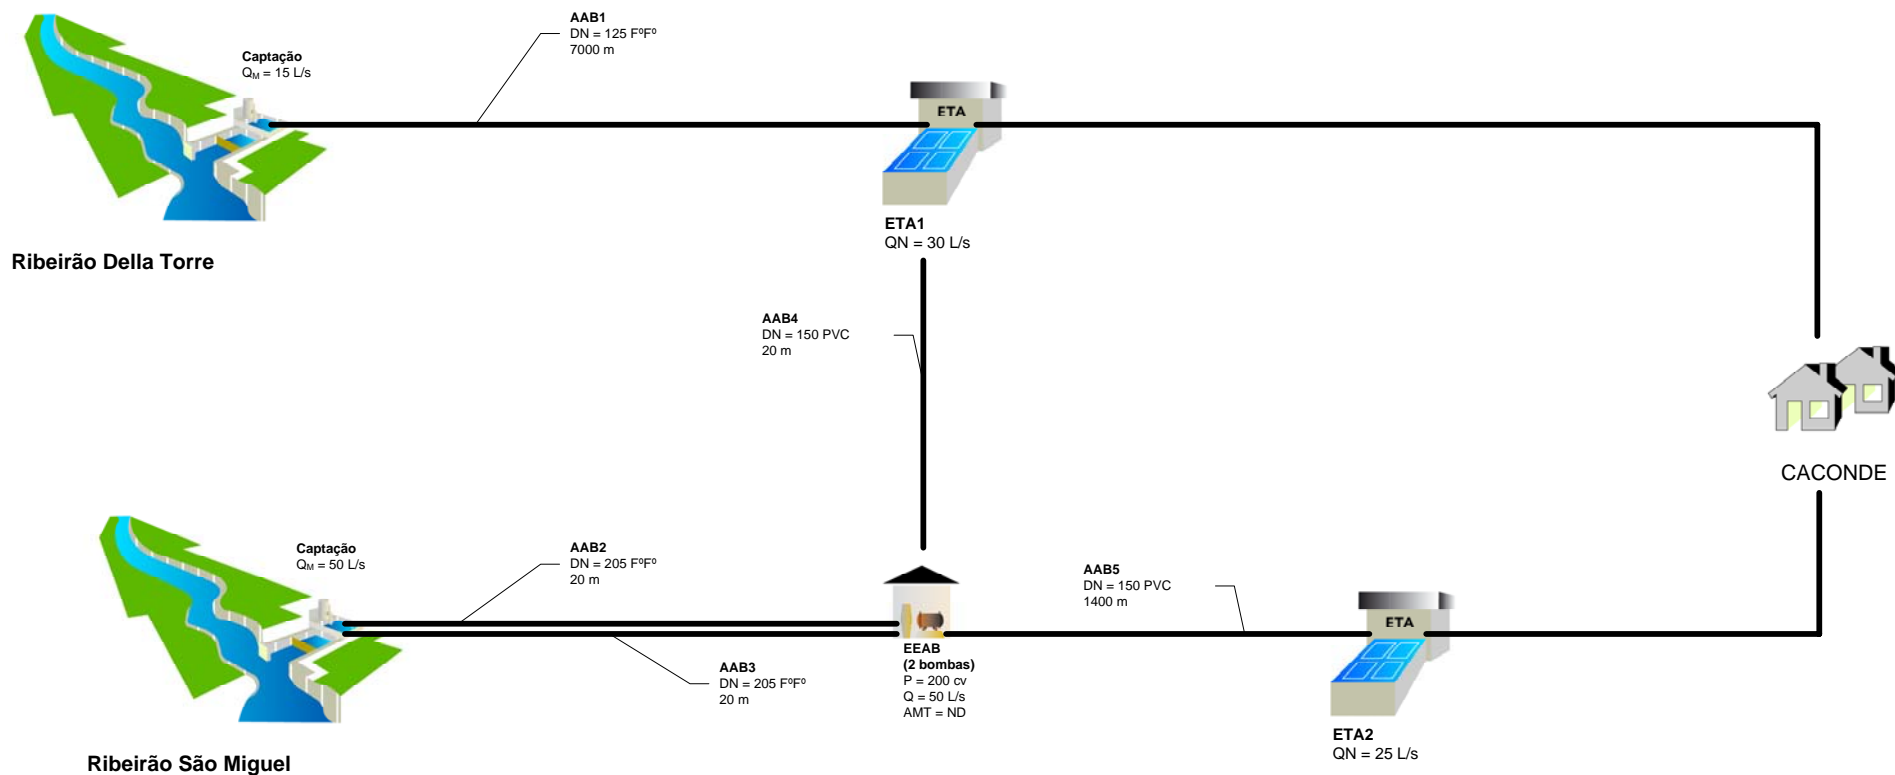 AAB1
DN = 125 FºFº
7000 m
Captação
QM = 15 L/s
ETA
ETA1
QN = 30 L/s
Ribeirão Della Torre
AAB4
DN = 150 PVC
20 m
CACONDE
Captação
QM = 50 L/s
AAB2
DN = 205 FºFº
20 m
AAB5
DN = 150 PVC
1400 m
ETA
EEAB
(2 bombas)
P = 200 cv
Q = 50 L/s
AMT = ND
AAB3
DN = 205 FºFº
20 m
ETA2
QN = 25 L/s
Ribeirão São Miguel